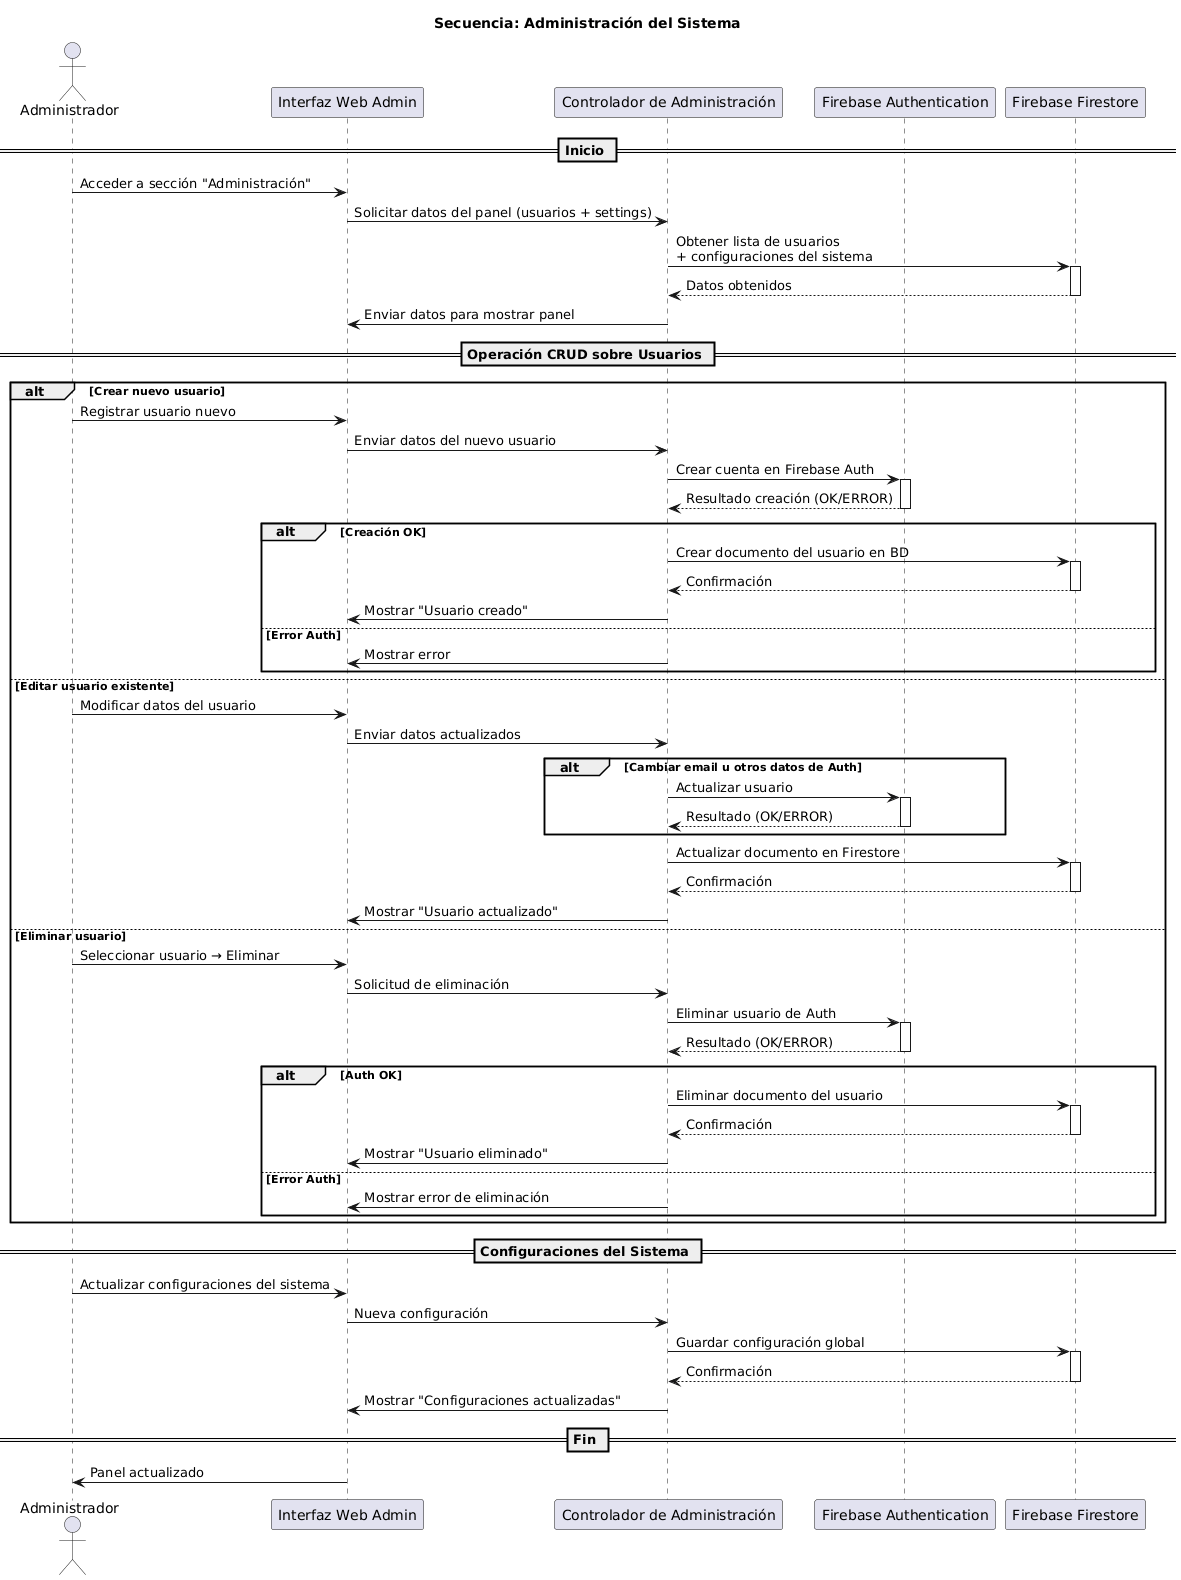 Secuencia: Administración del Sistema
Administrador
Interfaz Web Admin
Controlador de Administración
Firebase Authentication
Firebase Firestore
Inicio
Acceder a sección "Administración"
Solicitar datos del panel (usuarios + settings)
Obtener lista de usuarios
+ configuraciones del sistema
Datos obtenidos
Enviar datos para mostrar panel
Operación CRUD sobre Usuarios
alt
[Crear nuevo usuario]
Registrar usuario nuevo
Enviar datos del nuevo usuario
Crear cuenta en Firebase Auth
Resultado creación (OK/ERROR)
alt
[Creación OK]
Crear documento del usuario en BD
Confirmación
Mostrar "Usuario creado"
[Error Auth]
Mostrar error
[Editar usuario existente]
Modificar datos del usuario
Enviar datos actualizados
alt
[Cambiar email u otros datos de Auth]
Actualizar usuario
Resultado (OK/ERROR)
Actualizar documento en Firestore
Confirmación
Mostrar "Usuario actualizado"
[Eliminar usuario]
Seleccionar usuario → Eliminar
Solicitud de eliminación
Eliminar usuario de Auth
Resultado (OK/ERROR)
alt
[Auth OK]
Eliminar documento del usuario
Confirmación
Mostrar "Usuario eliminado"
[Error Auth]
Mostrar error de eliminación
Configuraciones del Sistema
Actualizar configuraciones del sistema
Nueva configuración
Guardar configuración global
Confirmación
Mostrar "Configuraciones actualizadas"
Fin
Panel actualizado
Administrador
Interfaz Web Admin
Controlador de Administración
Firebase Authentication
Firebase Firestore